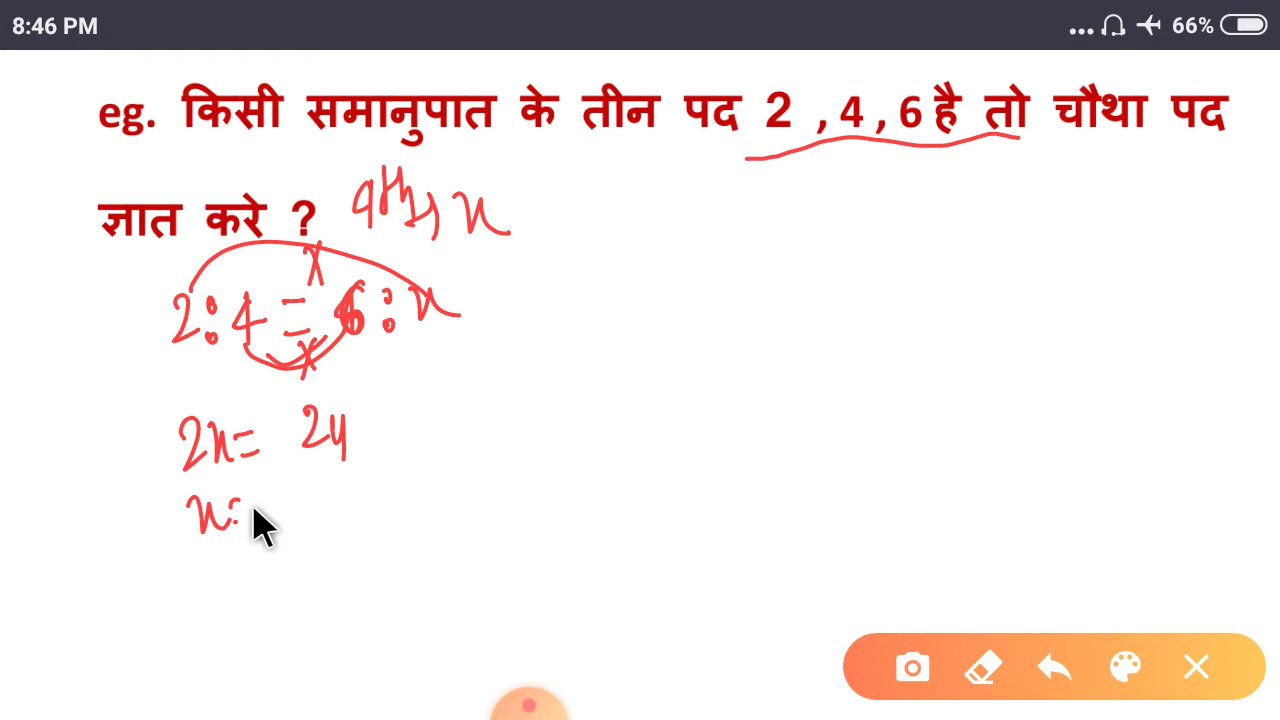 8:46 PM ... 66%
eg. किसी समानुपात के तीन पद 2 , 4 , 6 है तो चौथा पद
ज्ञात करे ? 4th, x
x
2 : 4 = 6 : x
x
2x = 24
x =